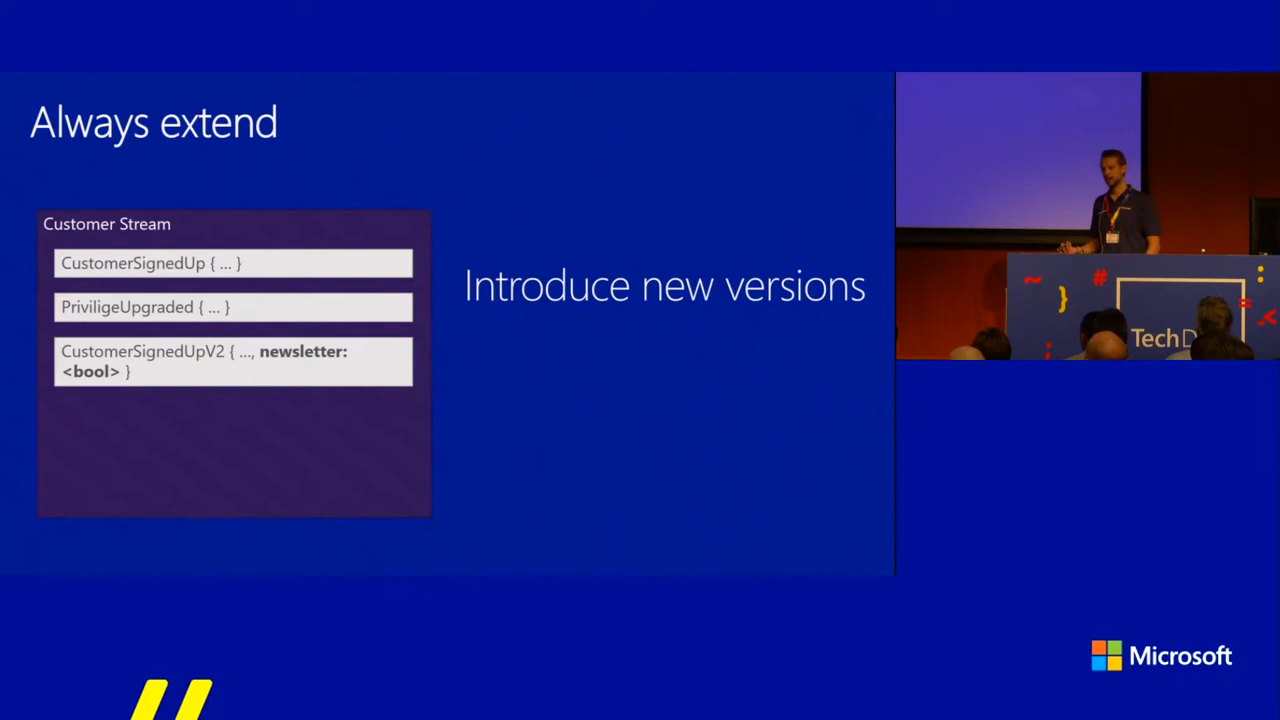 Always extend
Customer Stream
CustomerSignedUp { ... }
PriviligeUpgraded { ... }
CustomerSignedUpV2 { ..., newsletter:
<bool> }
Introduce new versions
~
#
}
:
=
<
TechD
Microsoft
//